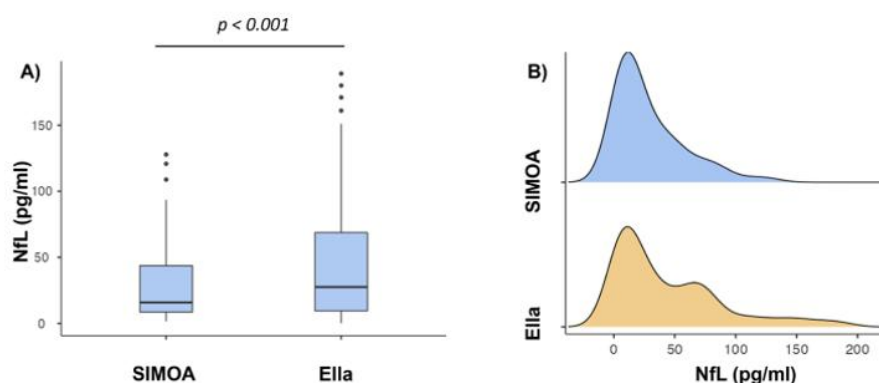 p < 0.001
A)
NfL (pg/ml)
150
100
50
0
SIMOA
Ella
B)
SIMOA
Ella
0
50
100
150
200
NfL (pg/ml)